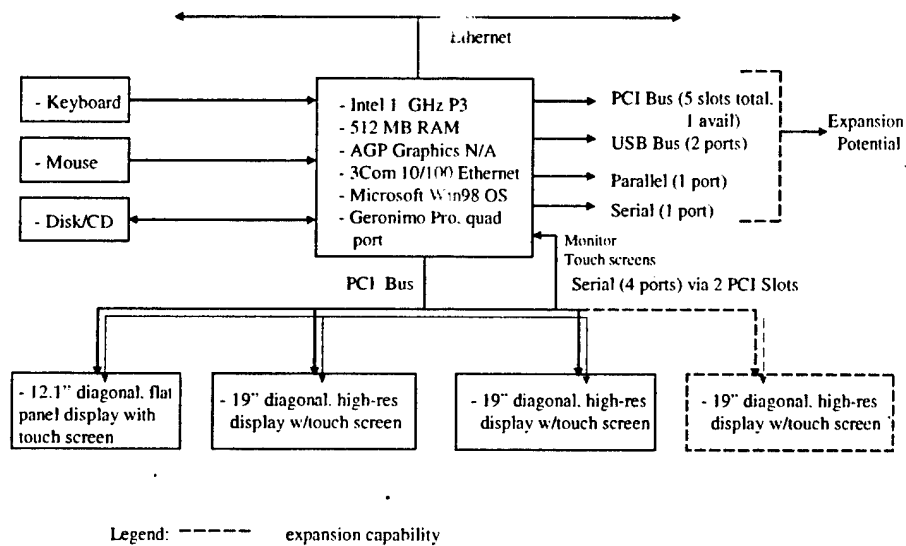 Ethernet
- Keyboard
- Mouse
- Disk/CD
- Intel 1 GHz P3
- 512 MB RAM
- AGP Graphics N/A
- 3Com 10/100 Ethernet
- Microsoft Win98 OS
- Geronimo Pro. quad
port
PCI Bus (5 slots total.
1 avail)
USB Bus (2 ports)
Parallel (1 port)
Serial (1 port)
Expansion
Potential
Monitor
Touch screens
PCI Bus
Serial (4 ports) via 2 PCI Slots
- 12.1” diagonal. flat
panel display with
touch screen
- 19” diagonal. high-res
display w/touch screen
- 19” diagonal. high-res
display w/touch screen
- 19” diagonal. high-res
display w/touch screen
Legend: ------ expansion capability